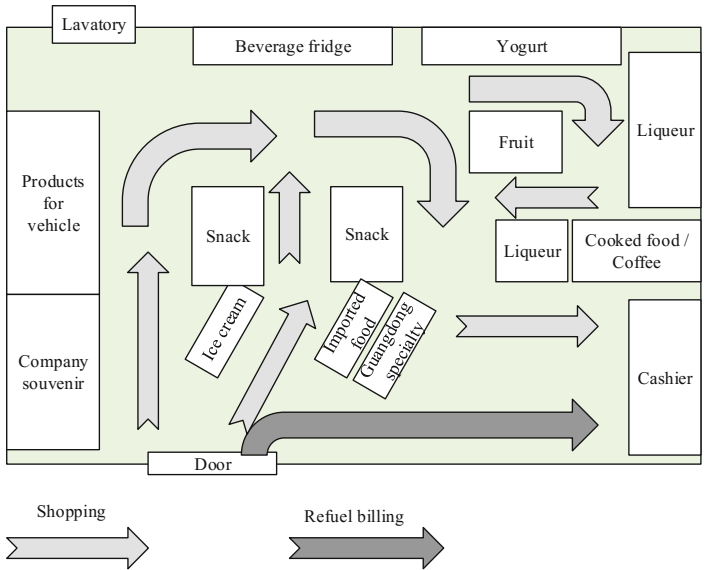 Lavatory
Beverage fridge
Yogurt
Liqueur
Fruit
Products
for
vehicle
Snack
Snack
Liqueur
Cooked food /
Coffee
Ice cream
Imported
food
Guangdong
specialty
Company
souvenir
Cashier
Door
Shopping
Refuel billing